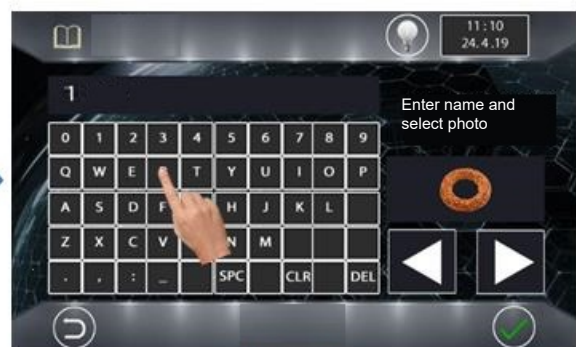 11:10
24.4.19
1
Enter name and
select photo
0 1 2 3 4 5 6 7 8 9
Q W E T Y U I O P
A S D F H J K L
Z X C V N M
. , : _ SPC CLR DEL